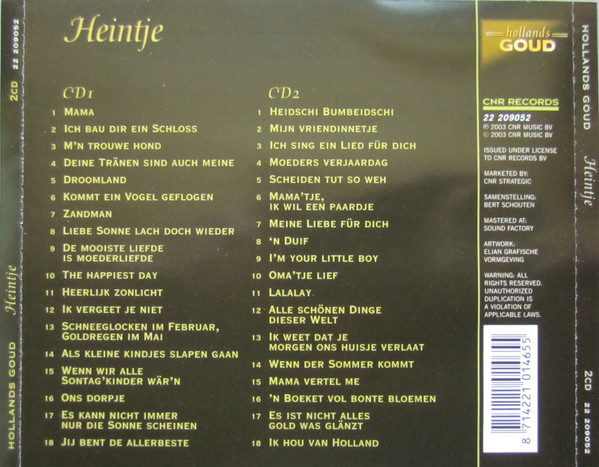 2CD 22 209052
Heintje
HOLLANDS GOUD
Heintje
CD1
1 Mama
2 Ich bau dir ein Schloss
3 M'n trouwe hond
4 Deine Tränen sind auch meine
5 Droomland
6 Kommt ein Vogel geflogen
7 Zandman
8 Liebe Sonne lach doch wieder
9 De mooiste liefde
is moederliefde
10 The happiest day
11 Heerlijk zonlicht
12 Ik vergeet je niet
13 Schneeglocken im Februar,
Goldregen im Mai
14 Als kleine kindjes slapen gaan
15 Wenn wir alle
Sontag'kinder wär'n
16 Ons dorpje
17 Es kann nicht immer
nur die Sonne scheinen
18 Jij bent de allerbeste
CD2
1 Heidschi Bumbeidschi
2 Mijn vriendinnetje
3 Ich sing ein Lied für dich
4 Moeders verjaardag
5 Scheiden tut so weh
6 Mama'tje,
ik wil een paardje
7 Meine Liebe für dich
8 'n Duif
9 I'm your little boy
10 Oma'tje lief
11 Lalalay
12 Alle schönen Dinge
dieser Welt
13 Ik weet dat je
morgen ons huisje verlaat
14 Wenn der Sommer kommt
15 Mama vertel me
16 'n Boeket vol bonte bloemen
17 Es ist nicht alles
gold was glänzt
18 Ik hou van Holland
hollands
GOUD
CNR RECORDS
22 209052
℗ 2003 CNR MUSIC BV
© 2003 CNR MUSIC BV
ISSUED UNDER LICENSE
TO CNR RECORDS BV
MARKETED BY:
CNR STRATEGIC
SAMENSTELLING:
BERT SCHOUTEN
MASTERED AT:
SOUND FACTORY
ARTWORK:
ELIAN GRAFISCHE
VORMGEVING
WARNING: ALL
RIGHTS RESERVED.
UNAUTHORIZED
DUPLICATION IS
A VIOLATION OF
APPLICABLE LAWS.
8 714221 014655
HOLLANDS GOUD
Heintje
2CD 22 209052